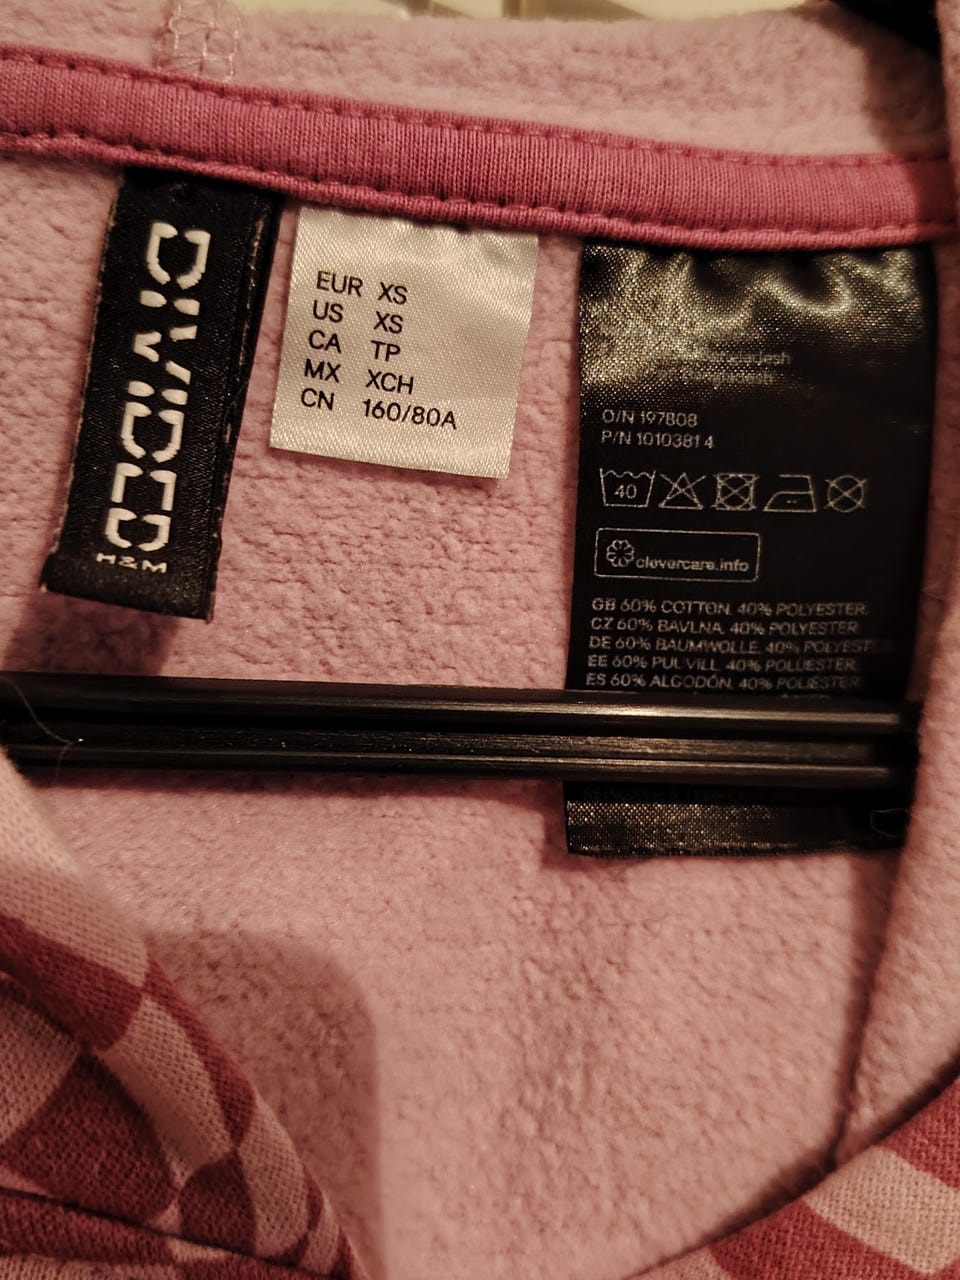 DIVIDED
H&M
EUR XS
US XS
CA TP
MX XCH
CN 160/80A
O/N 197808
P/N 1010381 4
40
clevercare.info
GB 60% COTTON. 40% POLYESTER.
CZ 60% BAVLNA. 40% POLYESTER
DE 60% BAUMWOLLE. 40% POLYESTER
EE 60% PUUVILL. 40% POLÜESTER.
ES 60% ALGODÓN. 40% POLIÉSTER